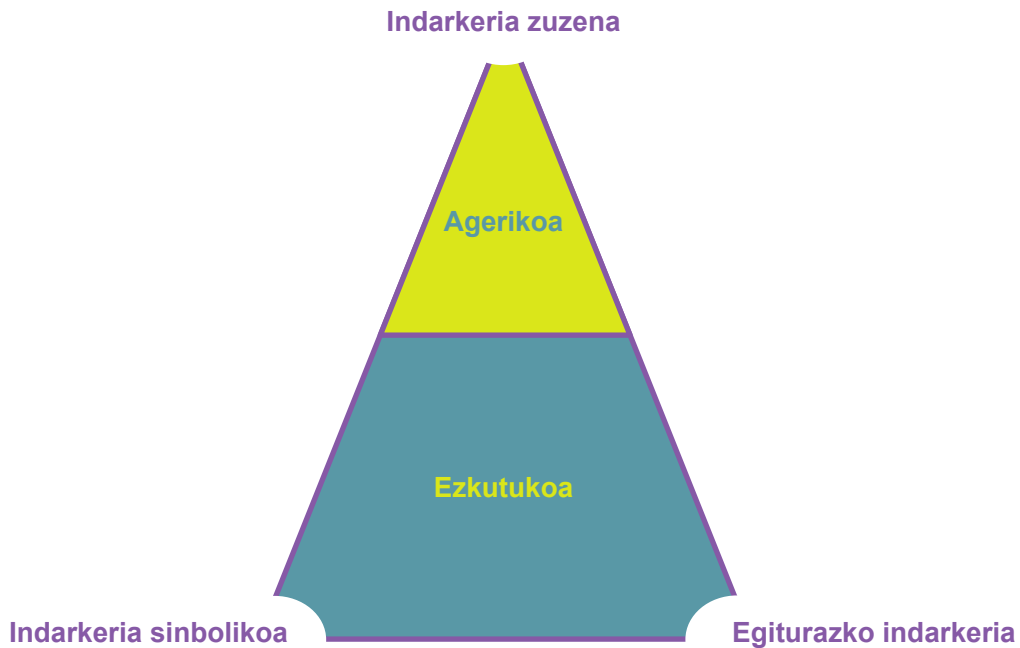 Indarkeria zuzena
Agerikoa
Ezkutukoa
Indarkeria sinbolikoa
Egiturazko indarkeria